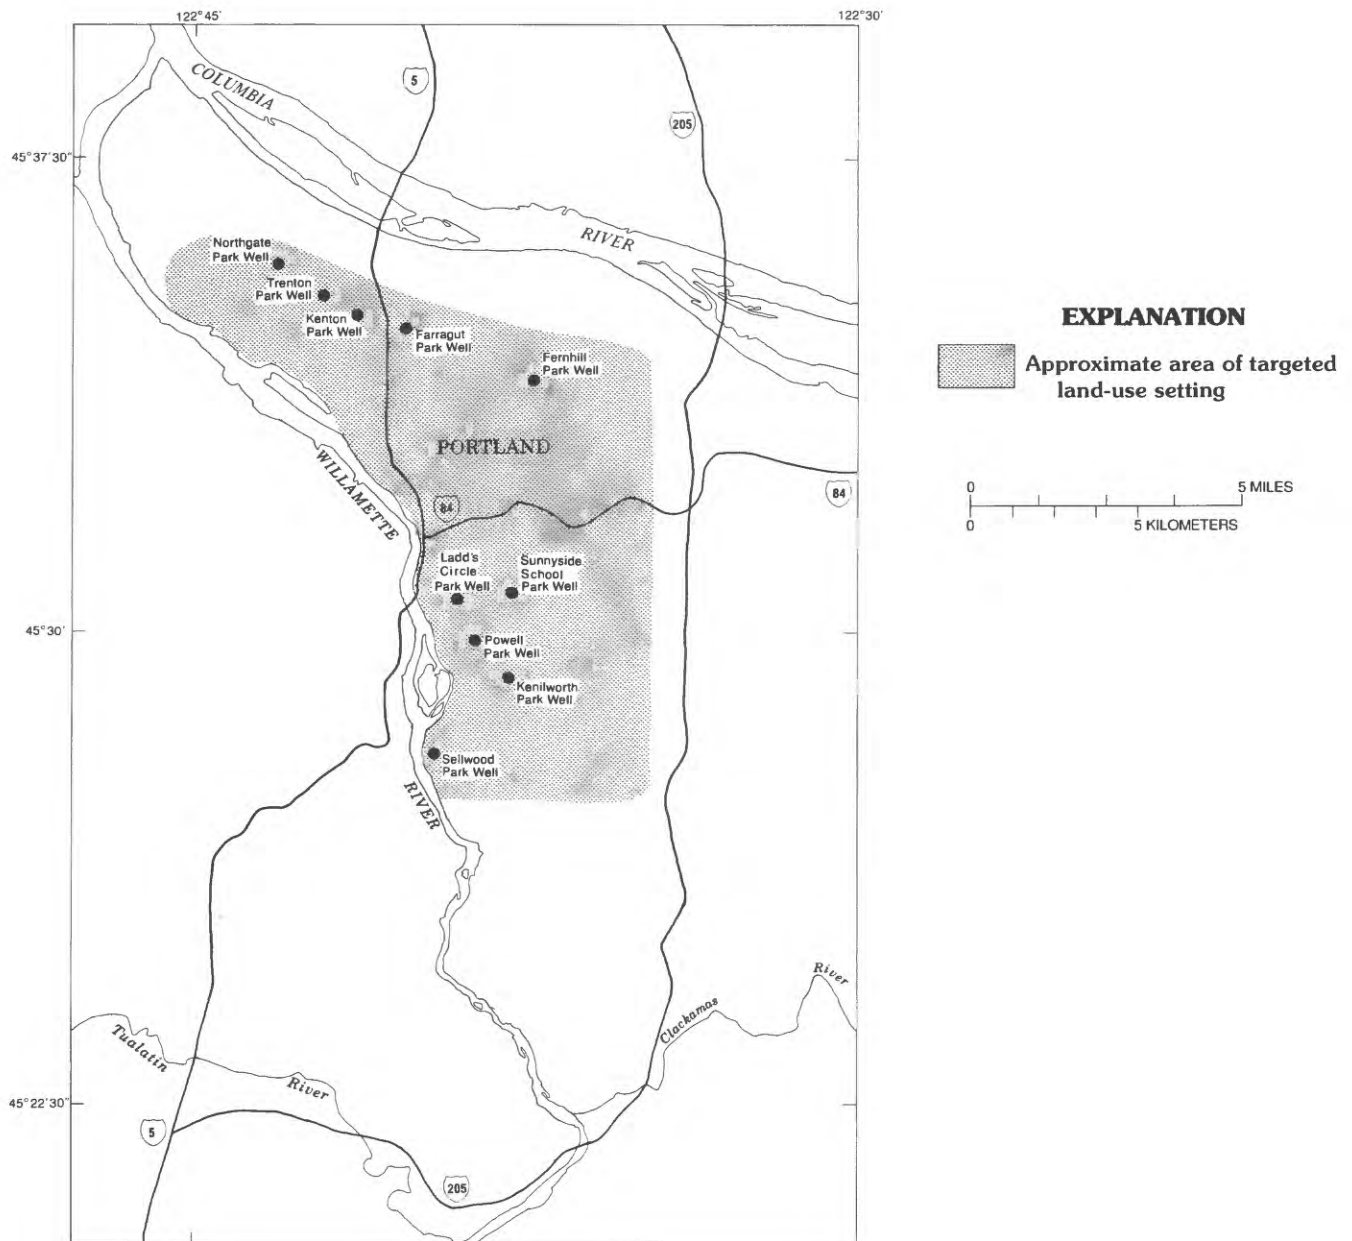 122°45'
122°30'
5
COLUMBIA
205
45°37'30"
RIVER
Northgate
Park Well
Trenton
Park Well
Kenton
Park Well
Farragut
Park Well
Fernhill
Park Well
PORTLAND
WILLAMETTE
84
84
Ladd's
Circle
Park Well
Sunnyside
School
Park Well
45°30'
Powell
Park Well
Kenilworth
Park Well
Sellwood
Park Well
RIVER
River
Clackamas
Tualatin
River
45°22'30"
5
205
EXPLANATION
Approximate area of targeted
land-use setting
0 5 MILES
0 5 KILOMETERS